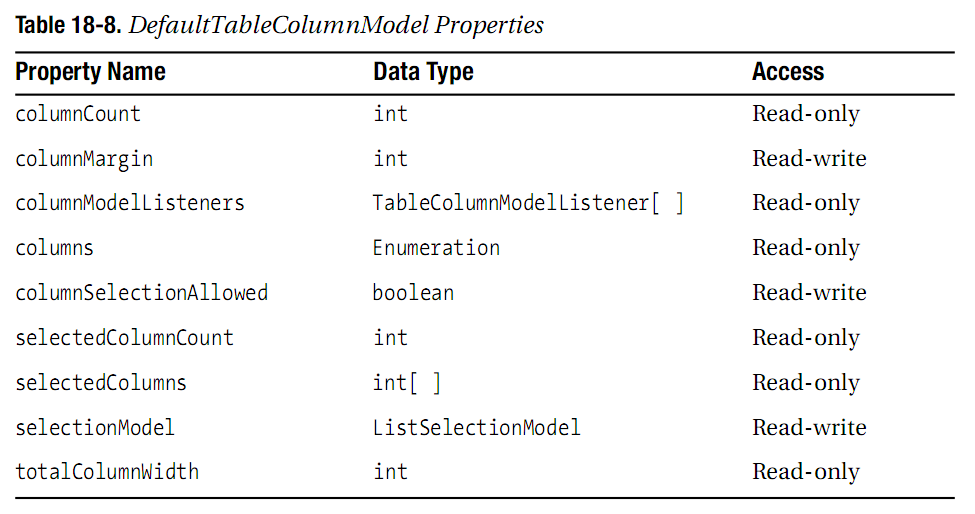 Table 18-8. DefaultTableColumnModel Properties
Property Name Data Type Access
columnCount int Read-only
columnMargin int Read-write
columnModelListeners TableColumnModelListener[ ] Read-only
columns Enumeration Read-only
columnSelectionAllowed boolean Read-write
selectedColumnCount int Read-only
selectedColumns int[ ] Read-only
selectionModel ListSelectionModel Read-write
totalColumnWidth int Read-only